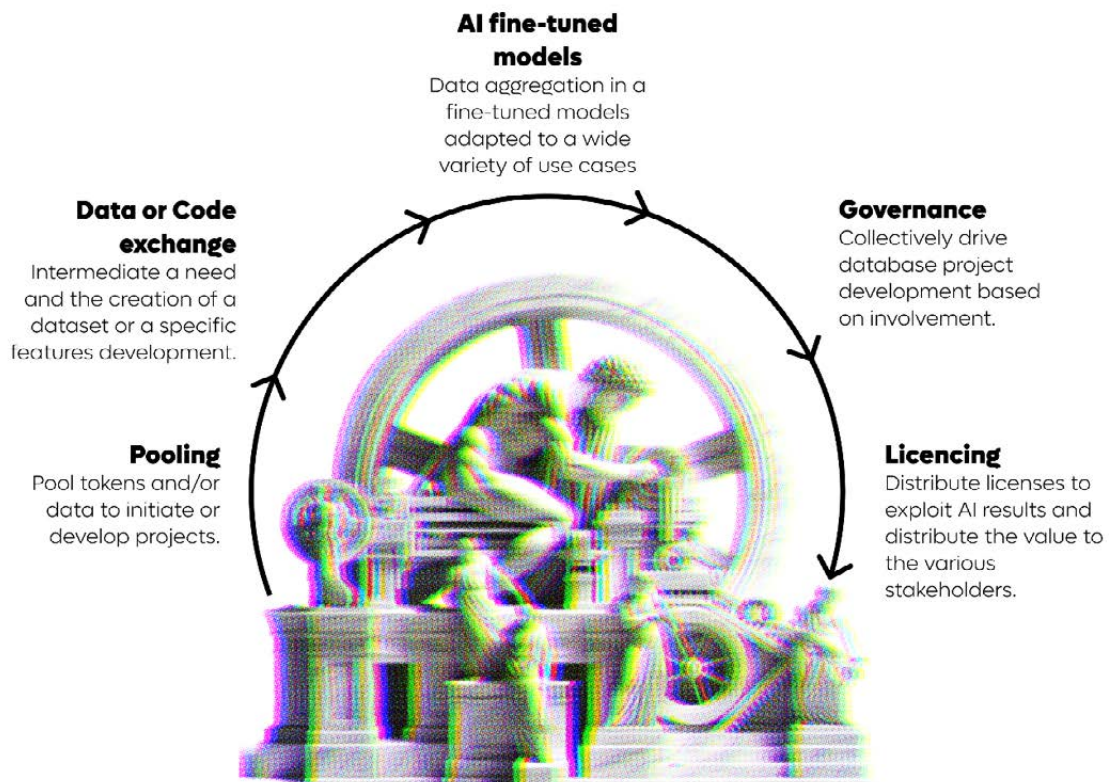 AI fine-tuned
models
Data aggregation in a
fine-tuned models
adapted to a wide
variety of use cases
Data or Code
exchange
Intermediate a need
and the creation of a
dataset or a specific
features development.
Governance
Collectively drive
database project
development based
on involvement.
Pooling
Pool tokens and/or
data to initiate or
develop projects.
Licencing
Distribute licenses to
exploit AI results and
distribute the value to
the various
stakeholders.